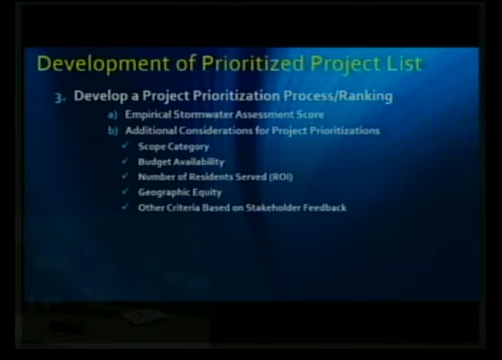 Development of Prioritized Project List
3. Develop a Project Prioritization Process/Ranking
a) Empirical Stormwater Assessment Score
b) Additional Considerations for Project Prioritizations
✓ Scope Category
✓ Budget Availability
✓ Number of Residents Served (ROI)
✓ Geographic Equity
✓ Other Criteria Based on Stakeholder Feedback